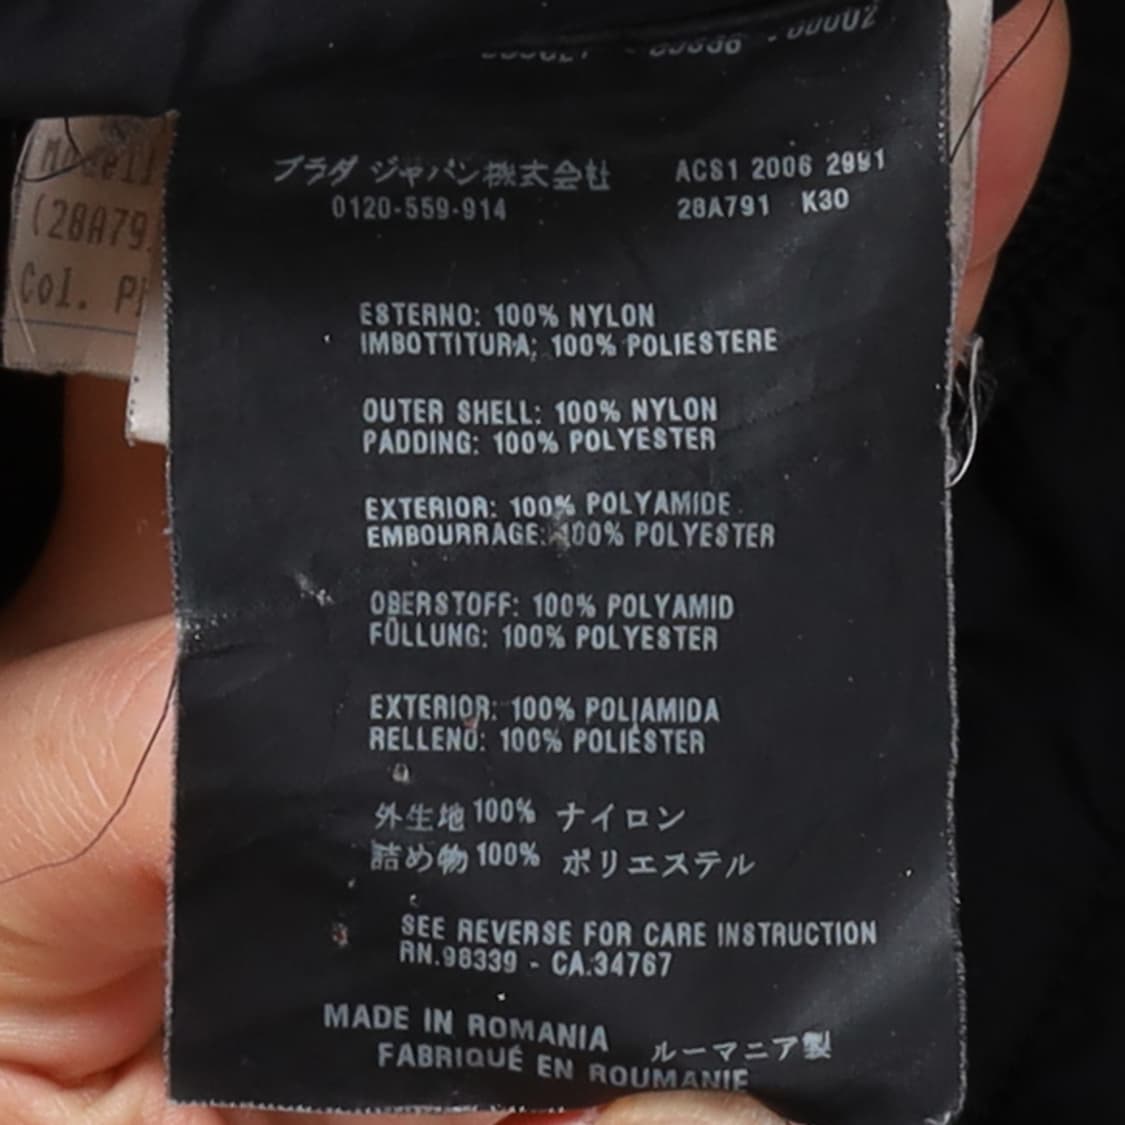 プラダ ジャパン株式会社
0120-559-914
ACS1 2006 2991
28A791 K30
(28A79
Col.
ESTERNO: 100% NYLON
IMBOTTITURA: 100% POLIESTERE
OUTER SHELL: 100% NYLON
PADDING: 100% POLYESTER
EXTERIOR: 100% POLYAMIDE
EMBOURRAGE: 100% POLYESTER
OBERSTOFF: 100% POLYAMID
FÜLLUNG: 100% POLYESTER
EXTERIOR: 100% POLIAMIDA
RELLENO: 100% POLIÉSTER
外生地 100% ナイロン
詰め物 100% ポリエステル
SEE REVERSE FOR CARE INSTRUCTION
RN.98339 - CA.34767
MADE IN ROMANIA
FABRIQUÉ EN ROUMANIE
ルーマニア製